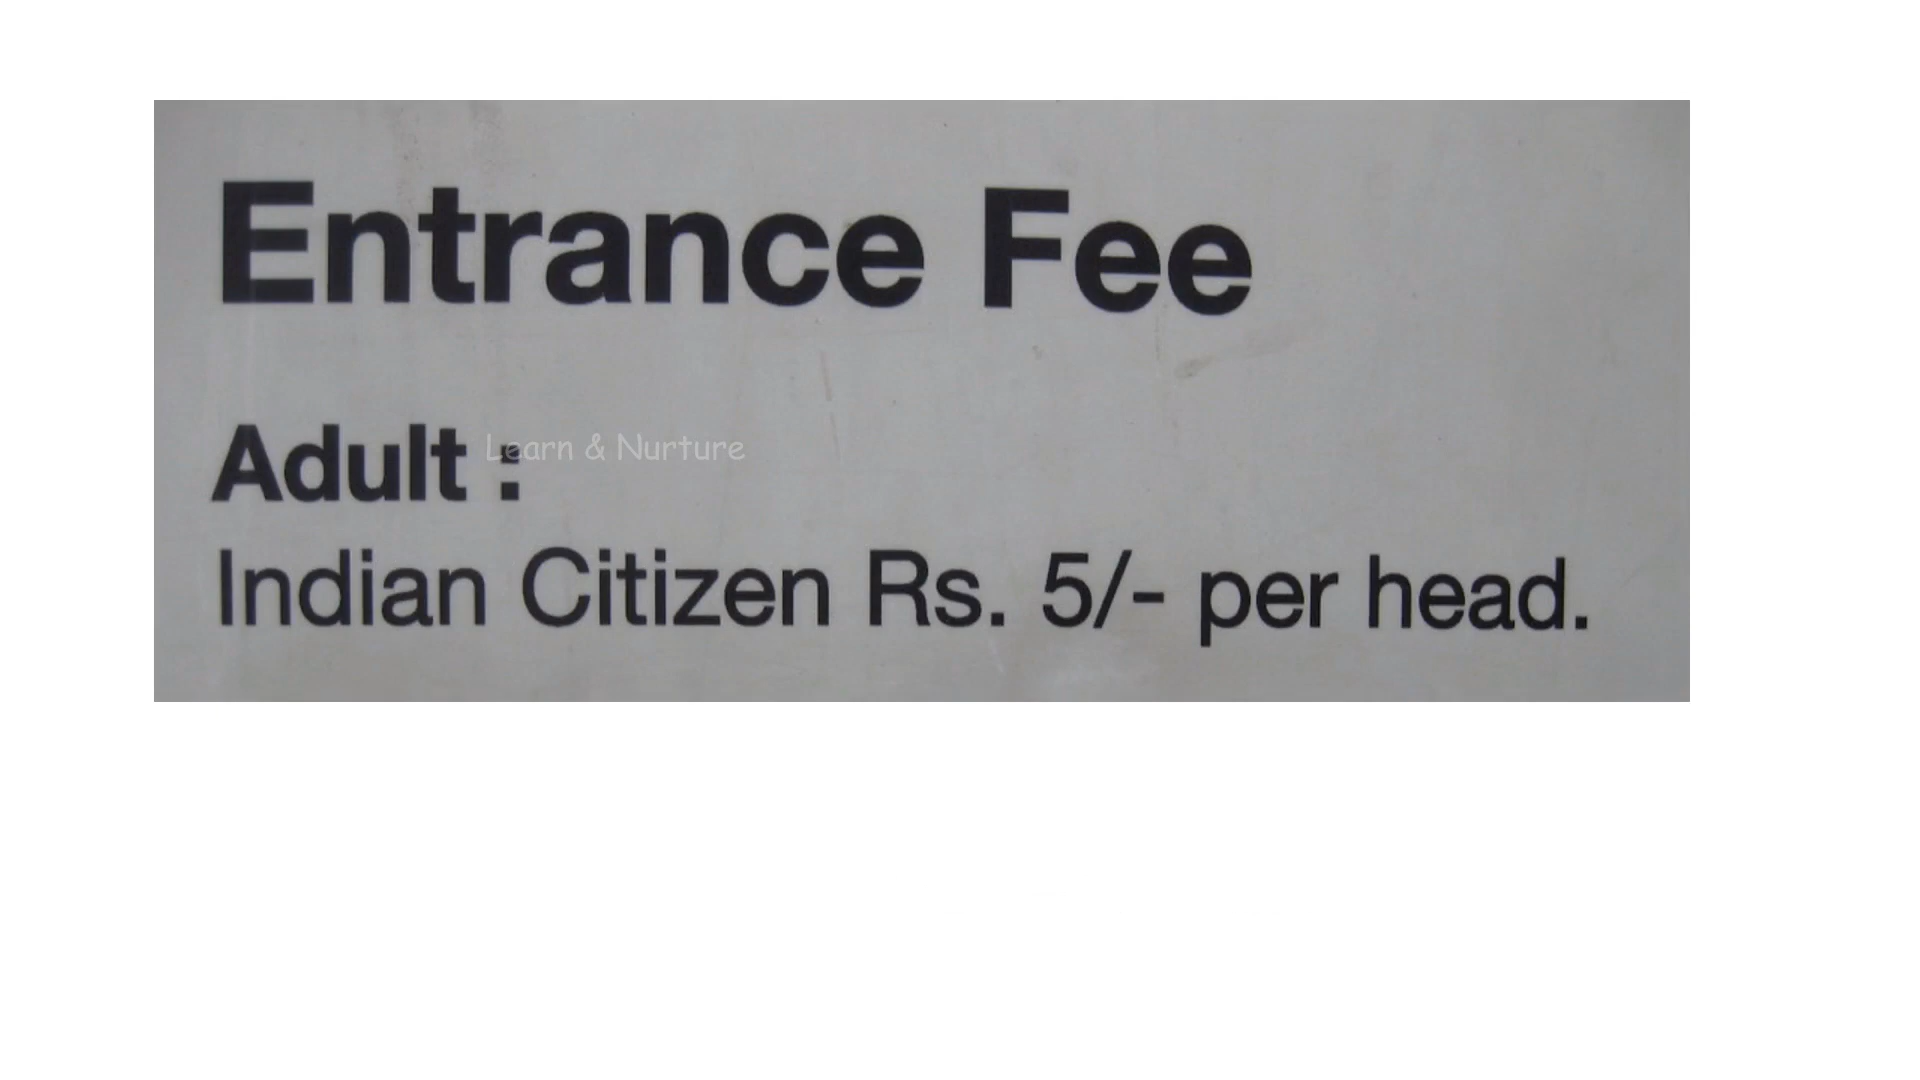 Entrance Fee
Adult :
Learn & Nurture
Indian Citizen Rs. 5/- per head.